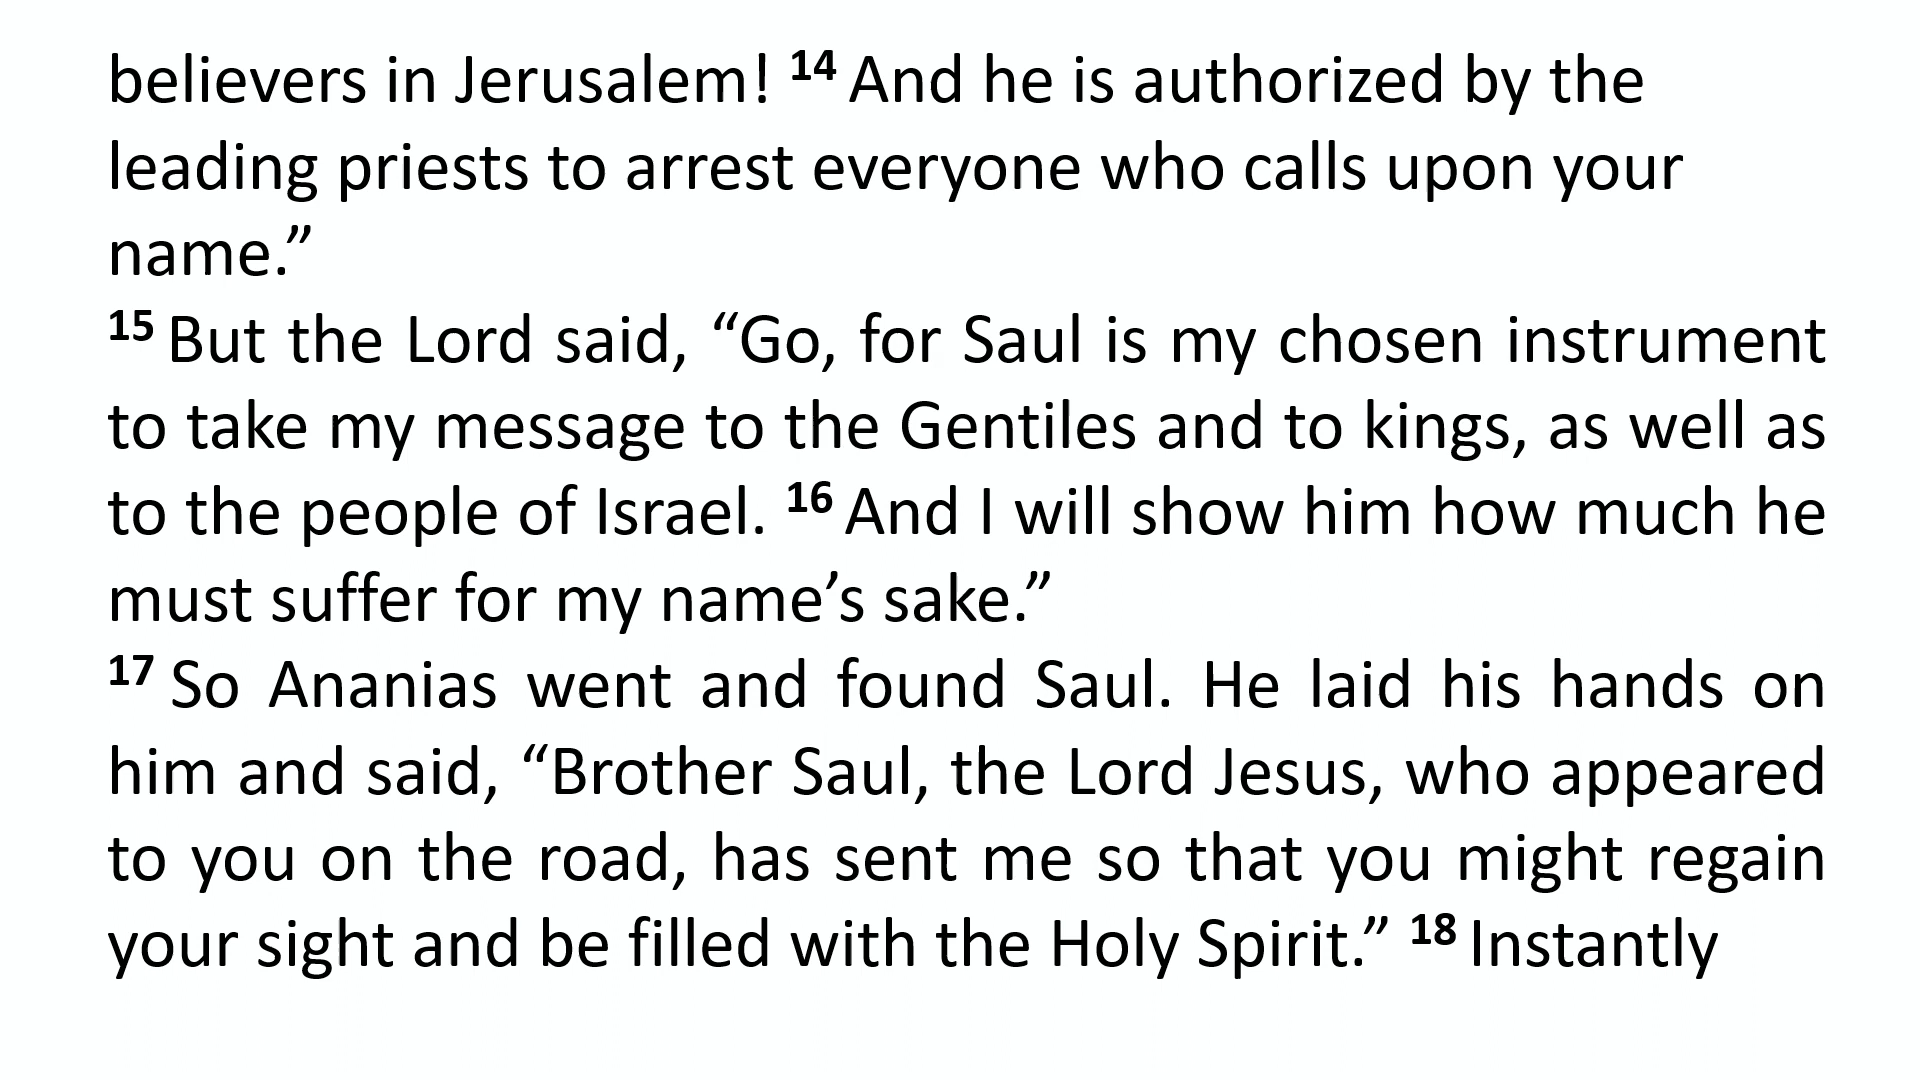 believers in Jerusalem! 14 And he is authorized by the
leading priests to arrest everyone who calls upon your
name.”
15 But the Lord said, “Go, for Saul is my chosen instrument
to take my message to the Gentiles and to kings, as well as
to the people of Israel. 16 And I will show him how much he
must suffer for my name’s sake.”
17 So Ananias went and found Saul. He laid his hands on
him and said, “Brother Saul, the Lord Jesus, who appeared
to you on the road, has sent me so that you might regain
your sight and be filled with the Holy Spirit.” 18 Instantly